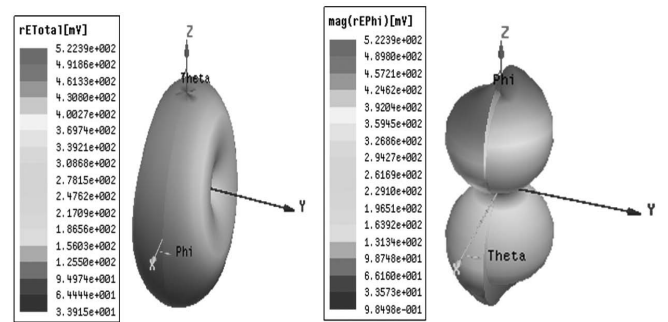 rETotal[mV]
5.2239e+002
4.9186e+002
4.6133e+002
4.3080e+002
4.0027e+002
3.6974e+002
3.3921e+002
3.0868e+002
2.7815e+002
2.4762e+002
2.1709e+002
1.8656e+002
1.5603e+002
1.2550e+002
9.4974e+001
6.4444e+001
3.3915e+001
Z
Theta
Y
Phi
X
mag(rEPhi)[mV]
5.2239e+002
4.8980e+002
4.5721e+002
4.2462e+002
3.9204e+002
3.5945e+002
3.2686e+002
2.9427e+002
2.6169e+002
2.2910e+002
1.9651e+002
1.6392e+002
1.3134e+002
9.8748e+001
6.6160e+001
3.3573e+001
9.8498e-001
Z
Phi
Y
Theta
X